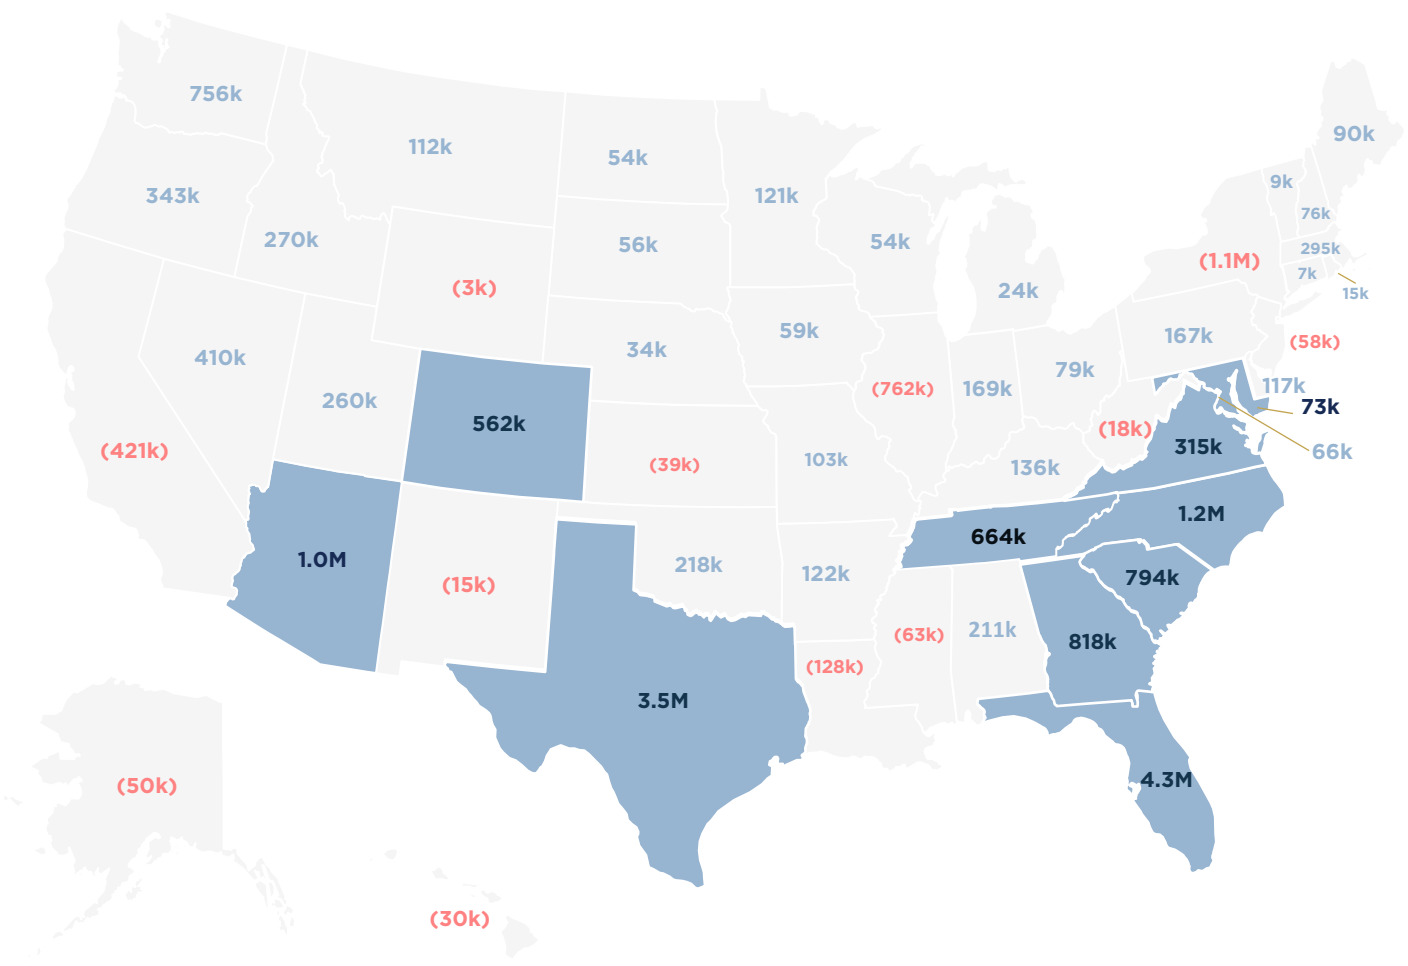 756k
90k
112k
54k
9k
343k
121k
76k
270k
56k
54k
295k
(1.1M)
7k
(3k)
24k
15k
59k
167k
(58k)
34k
410k
79k
117k
169k
(762k)
260k
73k
562k
(18k)
315k
66k
(421k)
103k
(39k)
136k
1.2M
664k
1.0M
218k
122k
794k
(15k)
211k
(63k)
818k
(128k)
3.5M
4.3M
(50k)
(30k)